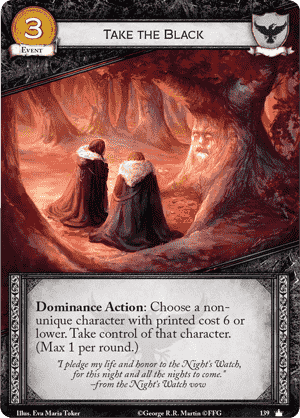 3
EVENT
TAKE THE BLACK
Dominance Action: Choose a non-
unique character with printed cost 6 or
lower. Take control of that character.
(Max 1 per round.)
"I pledge my life and honor to the Night's Watch,
for this night and all the nights to come."
–from the Night's Watch vow
Illus. Eva Maria Toker ©George R.R. Martin ©FFG 139